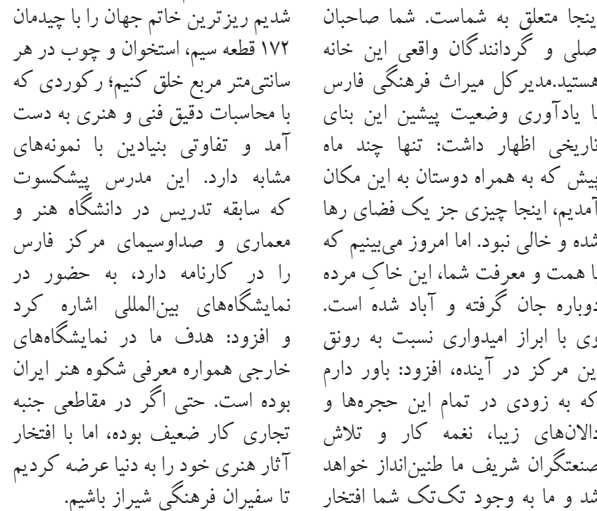 اینجا متعلق به شماست. شما صاحبان
اصلی و گردانندگان واقعی این خانه
هستید.مدیرکل میراث فرهنگی فارس
با یادآوری وضعیت پیشین این بنای
تاریخی اظهار داشت: تنها چند ماه
پیش که به همراه دوستان به این مکان
آمدیم، اینجا چیزی جز یک فضای رها
شده و خالی نبود. اما امروز می‌بینیم که
با همت و معرفت شما، این خاکِ مرده
دوباره جان گرفته و آباد شده است.
وی با ابراز امیدواری نسبت به رونق
این مرکز در آینده، افزود: باور دارم
که به زودی در تمام این حجره‌ها و
دالان‌های زیبا، نغمه کار و تلاش
صنعتگران شریف ما طنین‌انداز خواهد
شد و ما به وجود تک‌تک شما افتخار
شدیم ریزترین خاتم جهان را با چیدمان
۱۷۲ قطعه سیم، استخوان و چوب در هر
سانتی‌متر مربع خلق کنیم؛ رکوردی که
با محاسبات دقیق فنی و هنری به دست
آمد و تفاوتی بنیادین با نمونه‌های
مشابه دارد. این مدرس پیشکسوت
که سابقه تدریس در دانشگاه هنر و
معماری و صداوسیمای مرکز فارس
را در کارنامه دارد، به حضور در
نمایشگاه‌های بین‌المللی اشاره کرد
و افزود: هدف ما در نمایشگاه‌های
خارجی همواره معرفی شکوه هنر ایران
بوده است. حتی اگر در مقاطعی جنبه
تجاری کار ضعیف بوده، اما با افتخار
آثار هنری خود را به دنیا عرضه کردیم
تا سفیران فرهنگی شیراز باشیم.